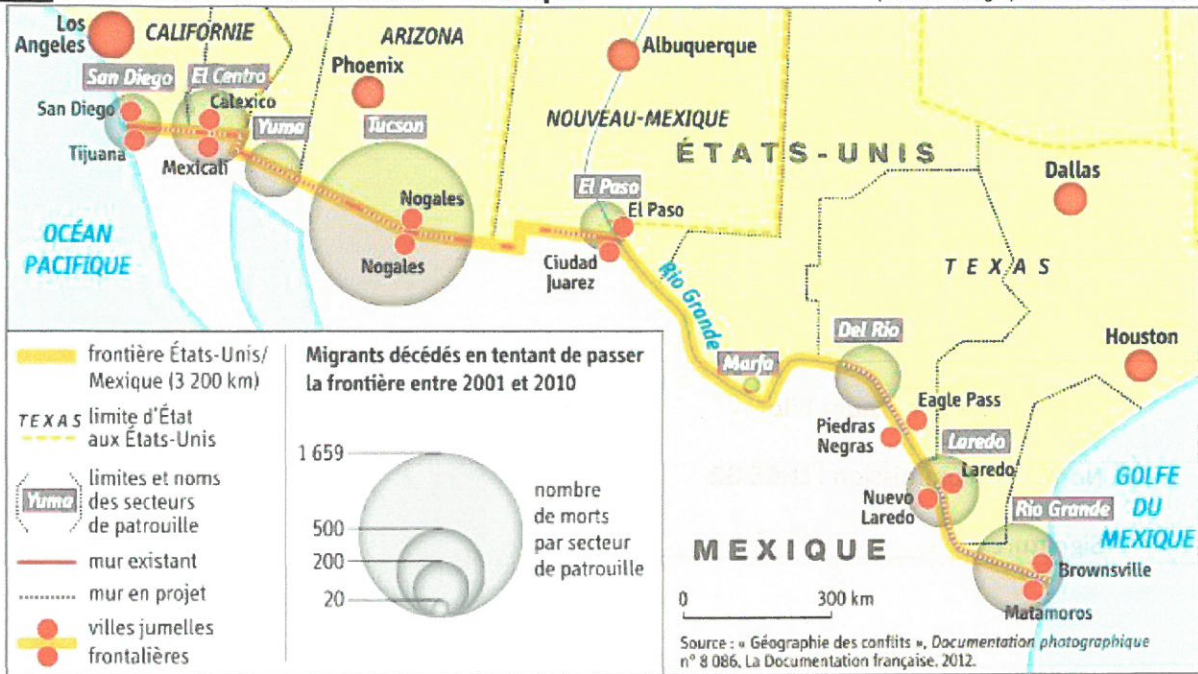 Los
Angeles
CALIFORNIE
ARIZONA
Albuquerque
Phoenix
San Diego
El Centro
San Diego
Calexico
Yuma
Tucson
NOUVEAU-MEXIQUE
ÉTATS-UNIS
Tijuana
Mexicali
Dallas
El Paso
El Paso
Nogales
Nogales
OCÉAN
PACIFIQUE
Ciudad
Juarez
Rio Grande
TEXAS
Del Rio
Houston
Marfa
Eagle Pass
Piedras
Negras
Laredo
Laredo
Nuevo
Laredo
GOLFE
DU
MEXIQUE
Rio Grande
MEXIQUE
Brownsville
Matamoros
0 300 km
Source : « Géographie des conflits », Documentation photographique
n° 8 086, La Documentation française, 2012.
frontière États-Unis/
Mexique (3 200 km)
TEXAS limite d'État
aux États-Unis
Yuma
limites et noms
des secteurs
de patrouille
mur existant
mur en projet
villes jumelles
frontalières
Migrants décédés en tentant de passer
la frontière entre 2001 et 2010
1 659
500
200
20
nombre
de morts
par secteur
de patrouille